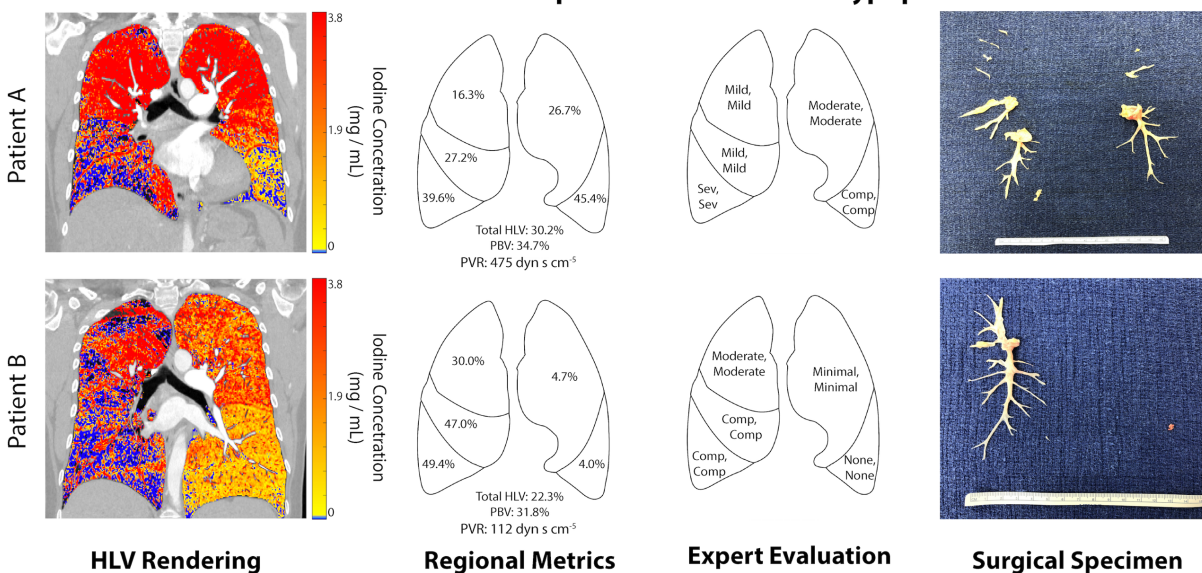 Patient A
3.8
1.9
0
Iodine Concetration
(mg / mL)
16.3%
26.7%
27.2%
39.6%
45.4%
Total HLV: 30.2%
PBV: 34.7%
PVR: 475 dyn s cm-5
Mild,
Mild
Moderate,
Moderate
Mild,
Mild
Sev,
Sev
Comp,
Comp
Patient B
3.8
1.9
0
Iodine Concetration
(mg / mL)
30.0%
4.7%
47.0%
49.4%
4.0%
Total HLV: 22.3%
PBV: 31.8%
PVR: 112 dyn s cm-5
Moderate,
Moderate
Minimal,
Minimal
Comp,
Comp
Comp,
Comp
None,
None
HLV Rendering
Regional Metrics
Expert Evaluation
Surgical Specimen